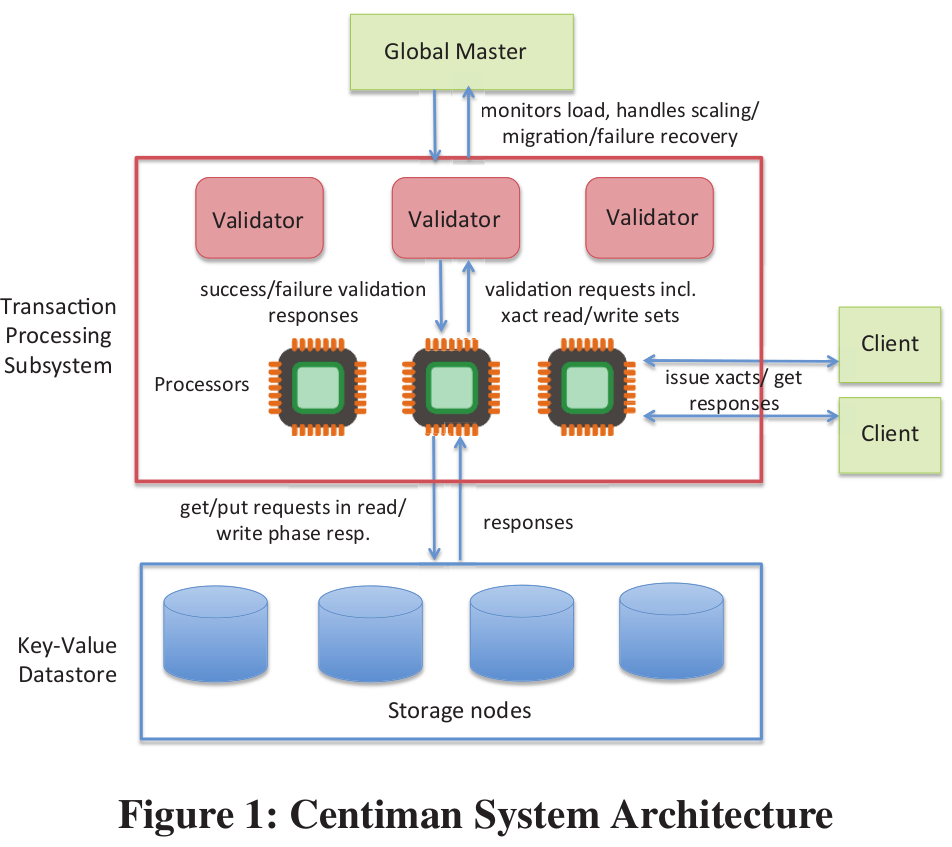 Global Master
monitors load, handles scaling/
migration/failure recovery
Validator
Validator
Validator
success/failure validation
responses
validation requests incl.
xact read/write sets
Transaction
Processing
Subsystem
Processors
issue xacts/ get
responses
Client
Client
get/put requests in read/
write phase resp.
responses
Key-Value
Datastore
Storage nodes
Figure 1: Centiman System Architecture